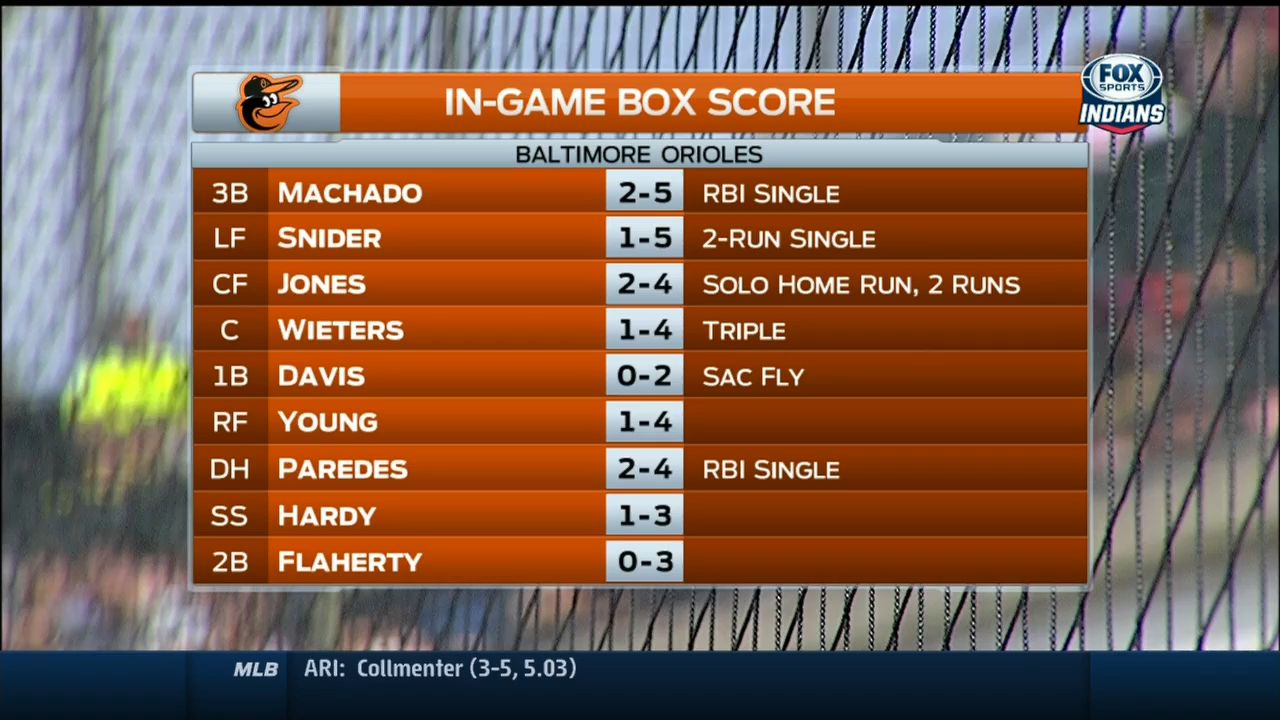 IN-GAME BOX SCORE
FOX
SPORTS
INDIANS
BALTIMORE ORIOLES
3B MACHADO 2-5 RBI SINGLE
LF SNIDER 1-5 2-RUN SINGLE
CF JONES 2-4 SOLO HOME RUN, 2 RUNS
C WIETERS 1-4 TRIPLE
1B DAVIS 0-2 SAC FLY
RF YOUNG 1-4
DH PAREDES 2-4 RBI SINGLE
SS HARDY 1-3
2B FLAHERTY 0-3
MLB ARI: Collmenter (3-5, 5.03)